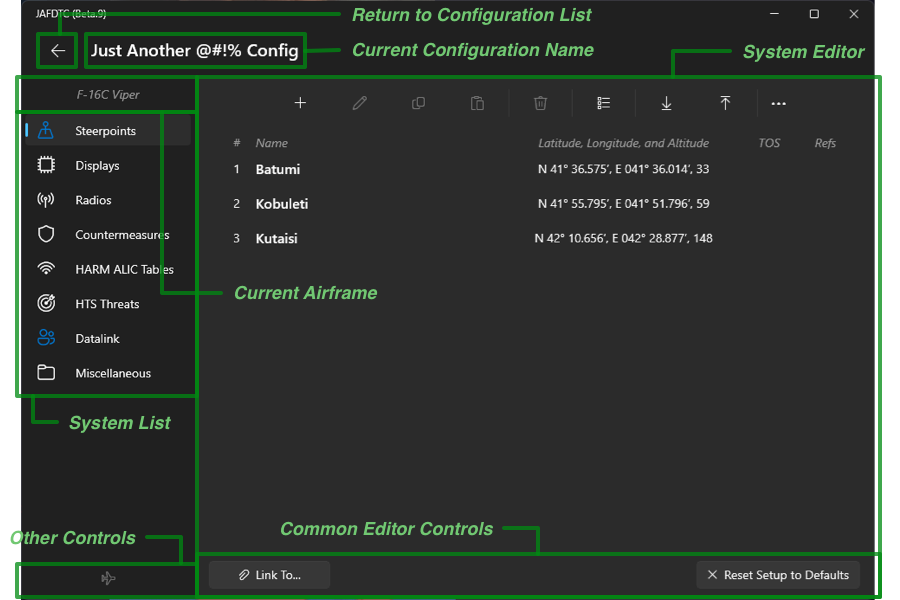 JAFDTC (Beta.9)
Return to Configuration List
Just Another @#!% Config
Current Configuration Name
System Editor
F-16C Viper
Steerpoints
# Name Latitude, Longitude, and Altitude TOS Refs
Displays
1 Batumi N 41° 36.575’, E 041° 36.014’, 33
Radios
2 Kobuleti N 41° 55.795’, E 041° 51.796’, 59
Countermeasures
3 Kutaisi N 42° 10.656’, E 042° 28.877’, 148
HARM ALIC Tables
Current Airframe
HTS Threats
Datalink
Miscellaneous
System List
Common Editor Controls
Other Controls
Link To...
Reset Setup to Defaults